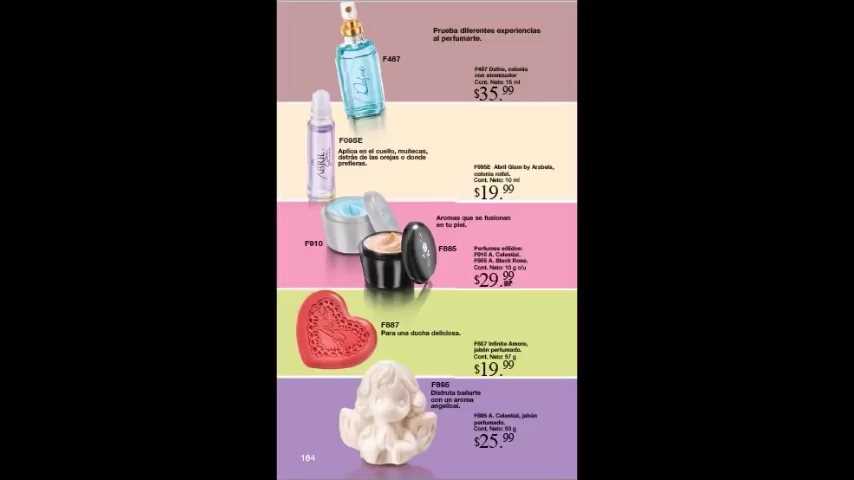 Prueba diferentes experiencias
al perfumarte.
F487
F487 Dafne, colonia
con atomizador
Cont. Neto: 15 ml
$35.99
F095E
Aplica en el cuello, muñecas,
detrás de las orejas o donde
prefieras.
ABRIL
F095E Abril Glam by Arabela,
colonia rollet.
Cont. Neto: 10 ml
$19.99
Aromas que se fusionan
en tu piel.
F910
F885
Perfumes sólidos:
F910 A. Celestial.
F885 A. Black Rose.
Cont. Neto: 10 g c/u
$29.99
F887
Para una ducha deliciosa.
F887 Infinite Amore,
jabón perfumado.
Cont. Neto: 57 g
$19.99
Disfruta bañarte
con un aroma
angelical.
A. Celestial, jabón
perfumado.
$25.99
164